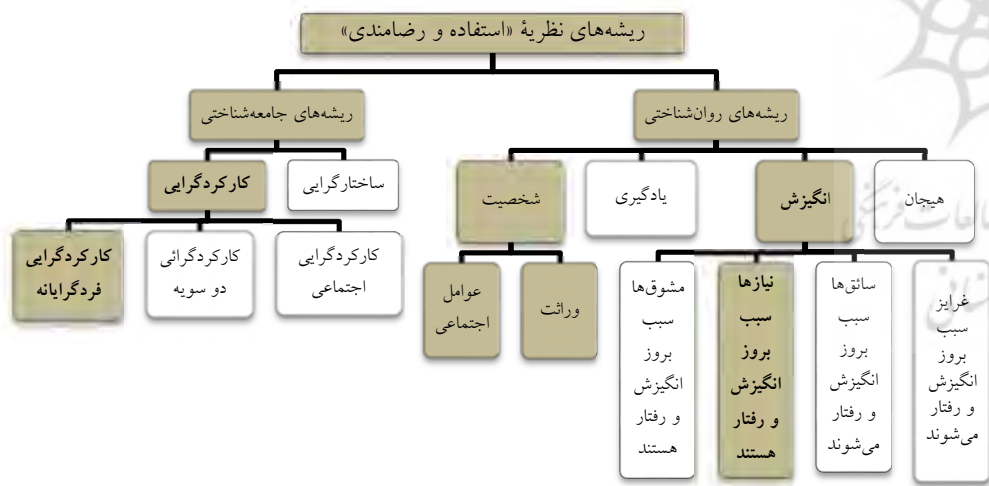 ریشه‌های نظریهٔ «استفاده و رضامندی»
ریشه‌های روان‌شناختی
ریشه‌های جامعه‌شناختی
هیجان
انگیزش
یادگیری
شخصیت
ساختارگرایی
کارکردگرایی
غرایز
سبب
بروز
انگیزش
و رفتار
می‌شوند
سائق‌ها
سبب
بروز
انگیزش
و رفتار
می‌شوند
نیازها
سبب
بروز
انگیزش
و رفتار
هستند
مشوق‌ها
سبب
بروز
انگیزش
و رفتار
هستند
وراثت
عوامل
اجتماعی
کارکردگرایی
اجتماعی
کارکردگرائی
دو سویه
کارکردگرایی
فردگرایانه